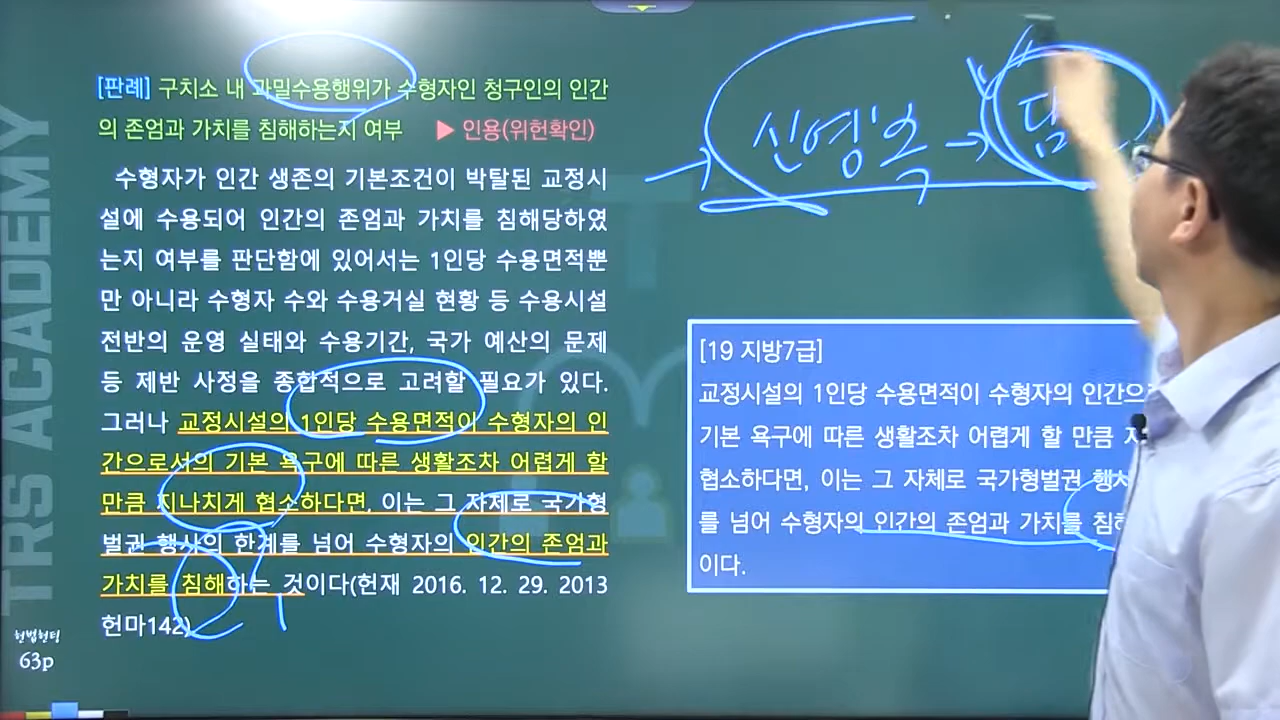 [판례] 구치소 내 과밀수용행위가 수형자인 청구인의 인간
의 존엄과 가치를 침해하는지 여부 ▶ 인용(위헌확인)
수형자가 인간 생존의 기본조건이 박탈된 교정시
설에 수용되어 인간의 존엄과 가치를 침해당하였
는지 여부를 판단함에 있어서는 1인당 수용면적뿐
만 아니라 수형자 수와 수용거실 현황 등 수용시설
전반의 운영 실태와 수용기간, 국가 예산의 문제
등 제반 사정을 종합적으로 고려할 필요가 있다.
그러나 교정시설의 1인당 수용면적이 수형자의 인
간으로서의 기본 욕구에 따른 생활조차 어렵게 할
만큼 지나치게 협소하다면, 이는 그 자체로 국가형
벌권 행사의 한계를 넘어 수형자의 인간의 존엄과
가치를 침해하는 것이다(헌재 2016. 12. 29. 2013
헌마142)
신영복
[19 지방7급]
교정시설의 1인당 수용면적이 수형자의 인간으
기본 욕구에 따른 생활조차 어렵게 할 만큼
협소하다면, 이는 그 자체로 국가형벌권 행사
를 넘어 수형자의 인간의 존엄과 가치를 침
이다.
TRS ACADEMY
헌법헌팅
63p